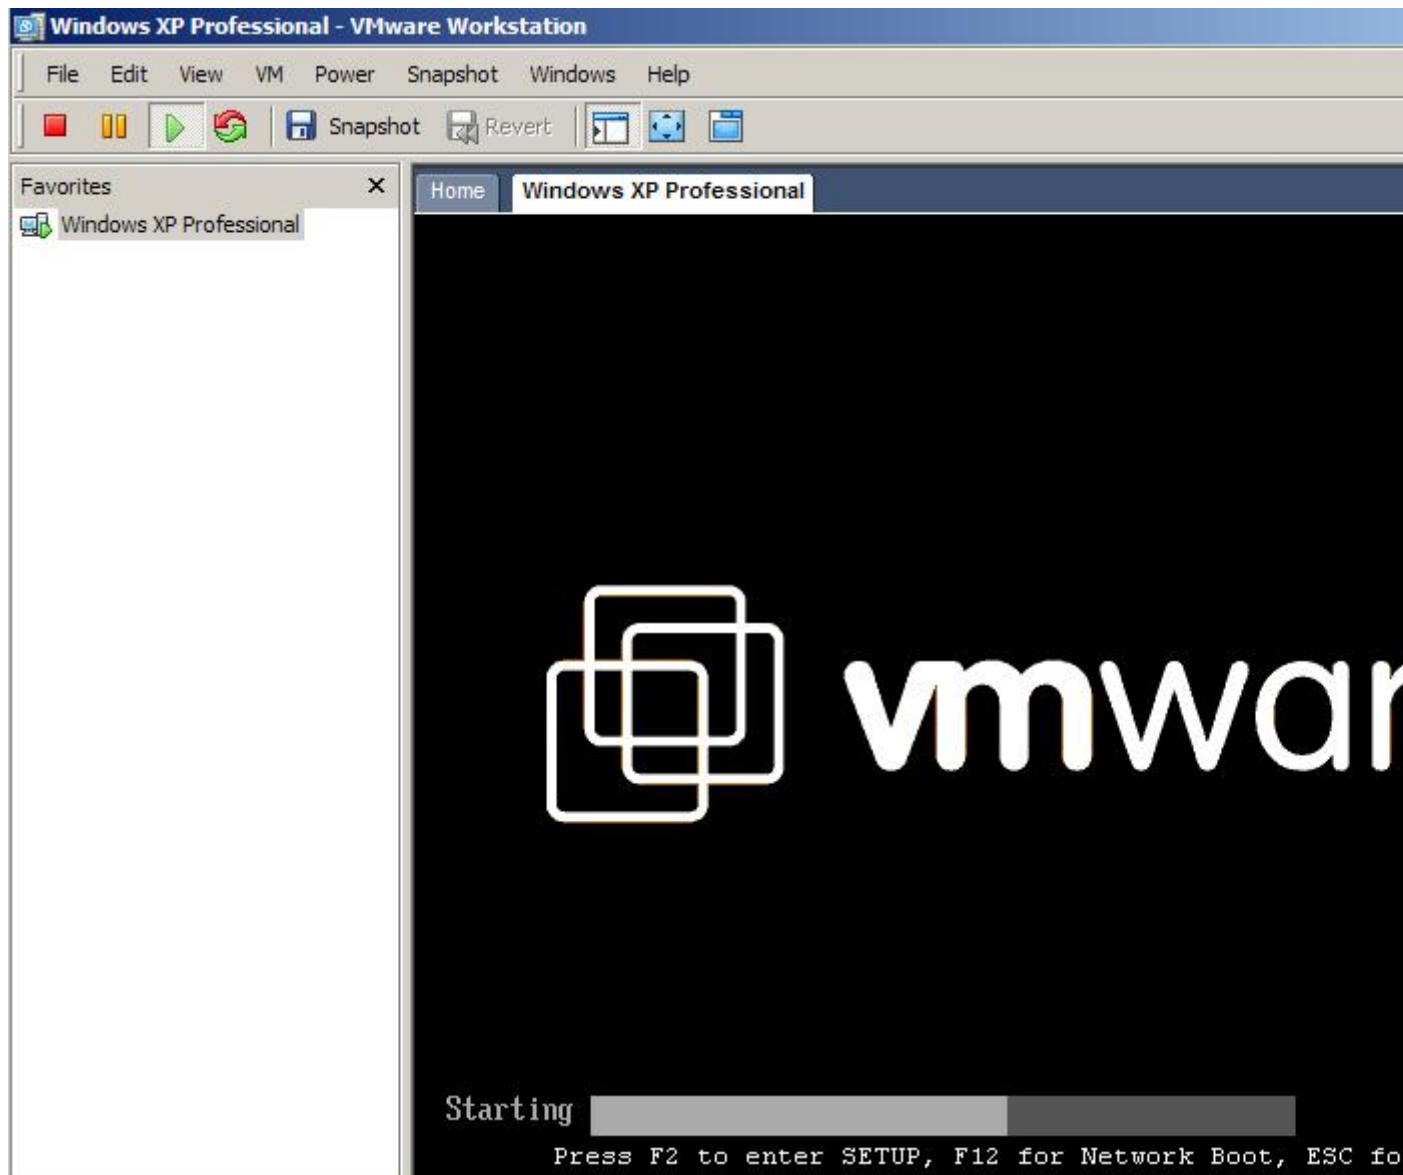 Windows XP Professional - VMware Workstation
File Edit View VM Power Snapshot Windows Help
Snapshot Revert
Favorites
Home Windows XP Professional
Windows XP Professional
vmwar
Starting
Press F2 to enter SETUP, F12 for Network Boot, ESC fo